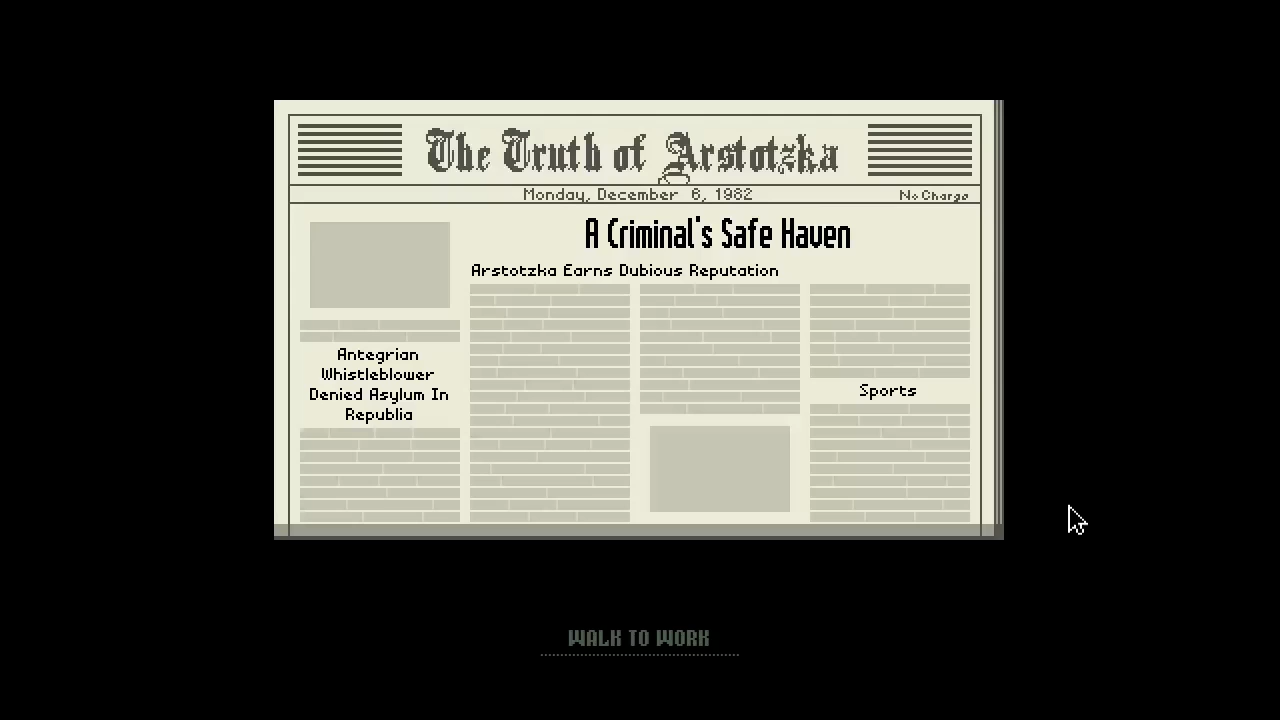 The Truth of Arstotzka
Monday, December 6, 1982
No Charge
A Criminal's Safe Haven
Arstotzka Earns Dubious Reputation
Antegrian
Whistleblower
Denied Asylum In
Republia
Sports
WALK TO WORK